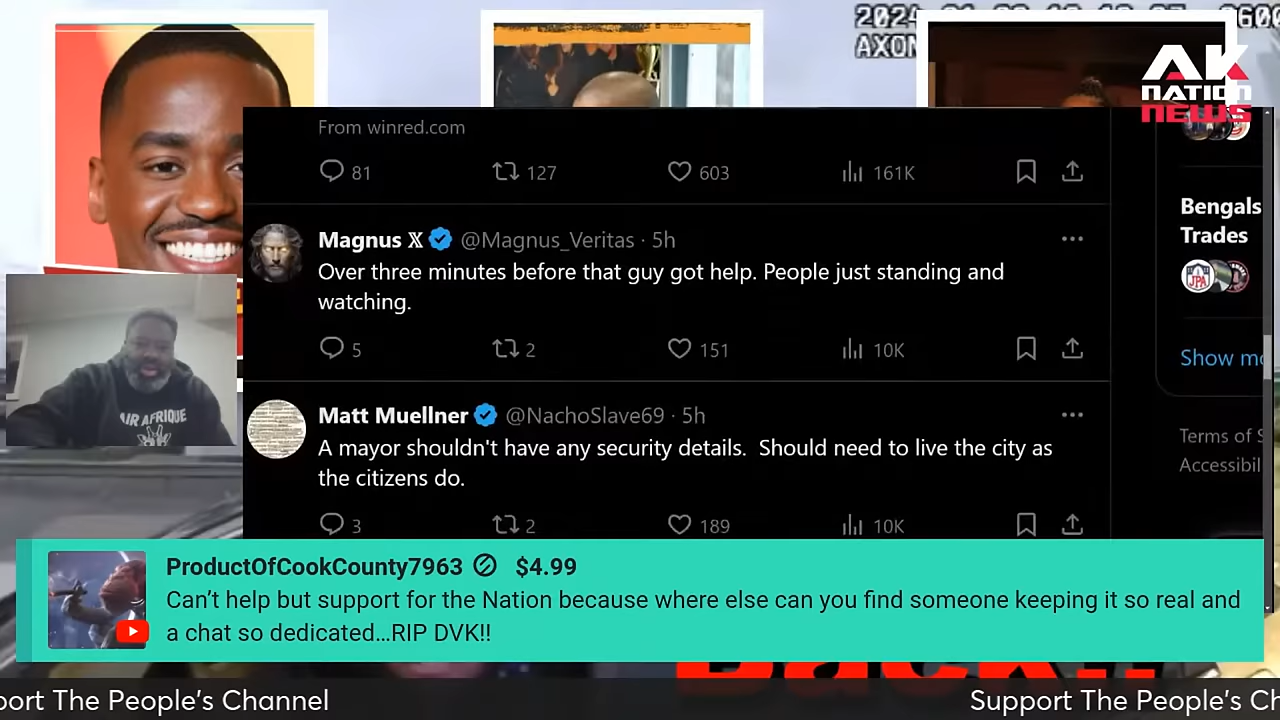 AXON
AK
NATION
NEWS
From winred.com
81
127
603
161K
Magnus X @Magnus_Veritas · 5h
Over three minutes before that guy got help. People just standing and
watching.
5
2
151
10K
Bengals
Trades
JPA
Show mo
Matt Muellner @NachoSlave69 · 5h
A mayor shouldn't have any security details.  Should need to live the city as
the citizens do.
3
2
189
10K
Terms of S
Accessibil
AIR AFRIQUE
ProductOfCookCounty7963 $4.99
Can’t help but support for the Nation because where else can you find someone keeping it so real and
a chat so dedicated…RIP DVK!!
Back!!
port The People’s Channel
Support The People’s Ch